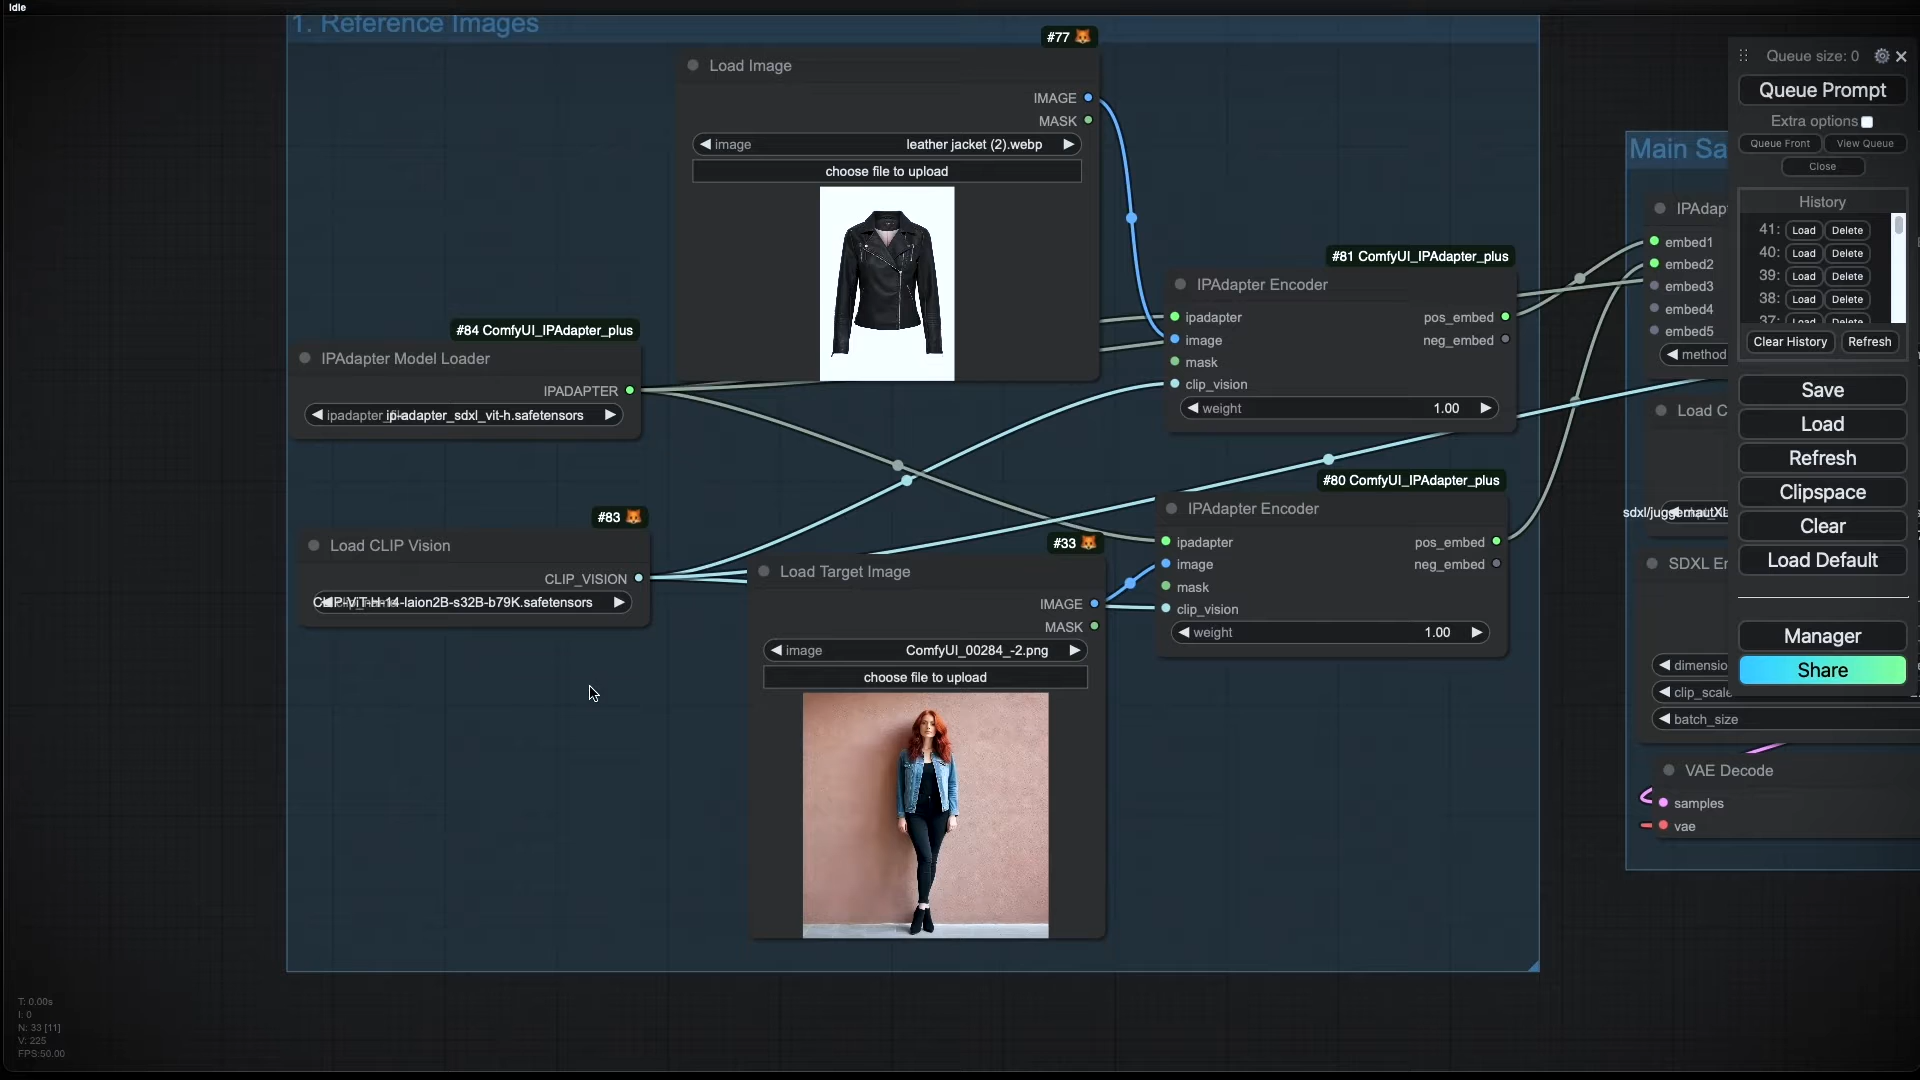 Idle
1. Reference Images
#77
Load Image
IMAGE
MASK
image leather jacket (2).webp
choose file to upload
#84 ComfyUI_IPAdapter_plus
IPAdapter Model Loader
IPADAPTER
ip-adapter_sdxl_vit-h.safetensors
#83
Load CLIP Vision
CLIP_VISION
CLIP-ViT-H-14-laion2B-s32B-b79K.safetensors
#33
Load Target Image
IMAGE
MASK
image ComfyUI_00284_-2.png
choose file to upload
#81 ComfyUI_IPAdapter_plus
IPAdapter Encoder
ipadapter pos_embed
image neg_embed
mask
clip_vision
weight 1.00
#80 ComfyUI_IPAdapter_plus
IPAdapter Encoder
ipadapter pos_embed
image neg_embed
mask
clip_vision
weight 1.00
Main Sa
IPAdap
embed1
embed2
embed3
embed4
embed5
method
Load C
SDXL Er
dimensio
clip_scale
batch_size
VAE Decode
samples
vae
Queue size: 0
Queue Prompt
Extra options
Queue Front View Queue
Close
History
41: Load Delete
40: Load Delete
39: Load Delete
38: Load Delete
37: Load Delete
Clear History Refresh
Save
Load
Refresh
Clipspace
Clear
Load Default
Manager
Share
T: 0.00s
I: 0
N: 33 [11]
V: 225
FPS:50.00